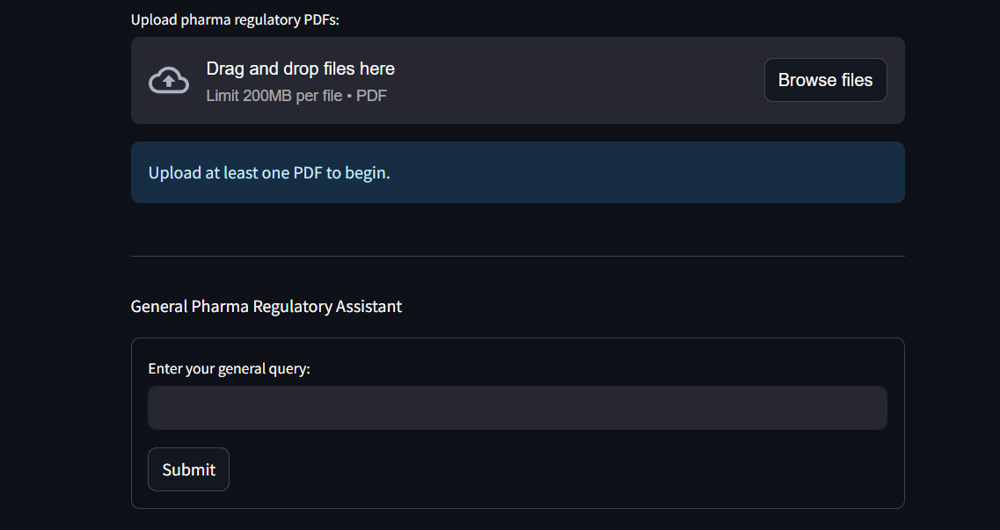 Upload pharma regulatory PDFs:
Drag and drop files here
Limit 200MB per file • PDF
Browse files
Upload at least one PDF to begin.
General Pharma Regulatory Assistant
Enter your general query:
Submit